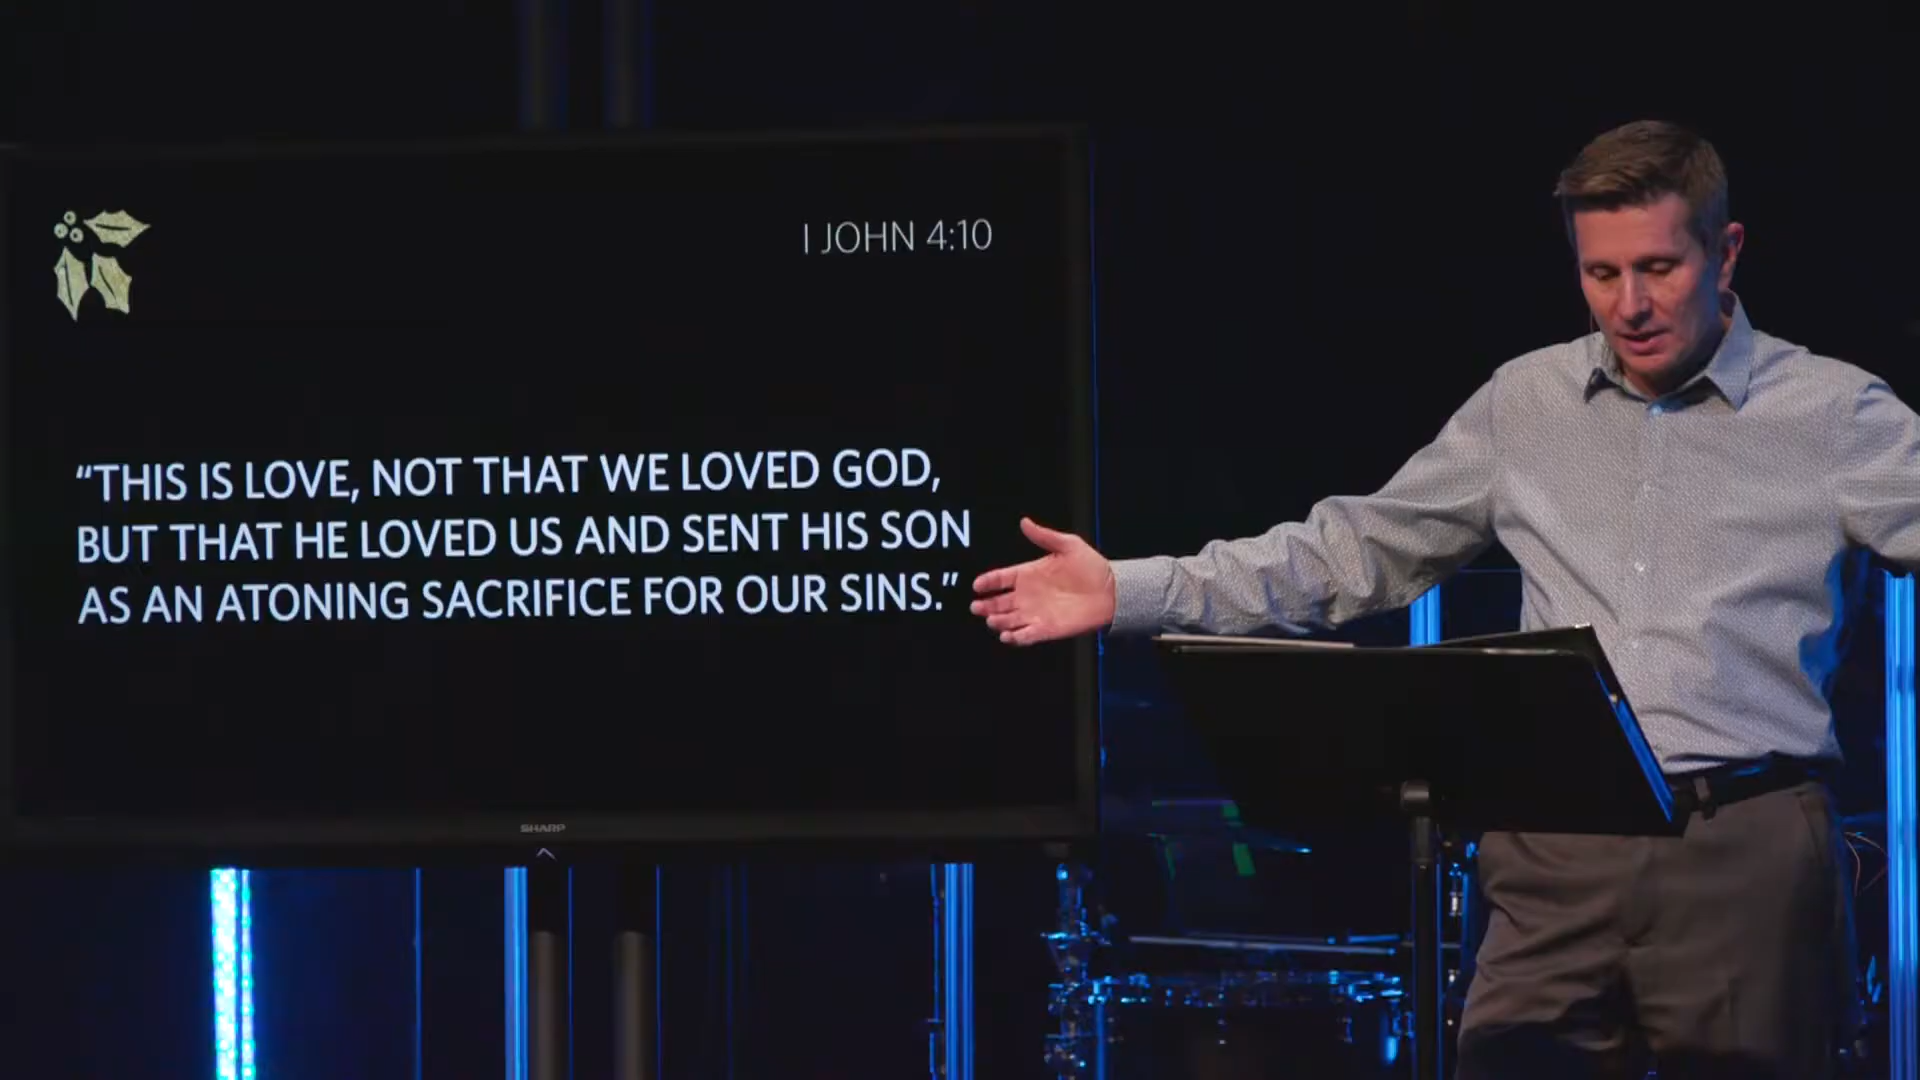 I JOHN 4:10
“THIS IS LOVE, NOT THAT WE LOVED GOD,
BUT THAT HE LOVED US AND SENT HIS SON
AS AN ATONING SACRIFICE FOR OUR SINS.”
SHARP